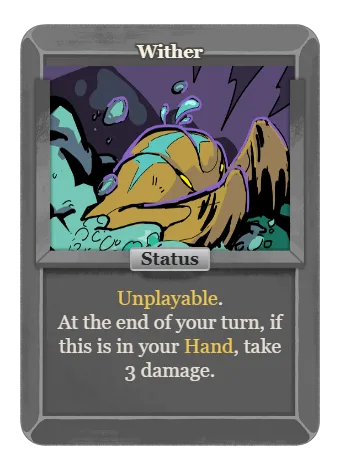 Wither
Status
Unplayable.
At the end of your turn, if
this is in your Hand, take
3 damage.